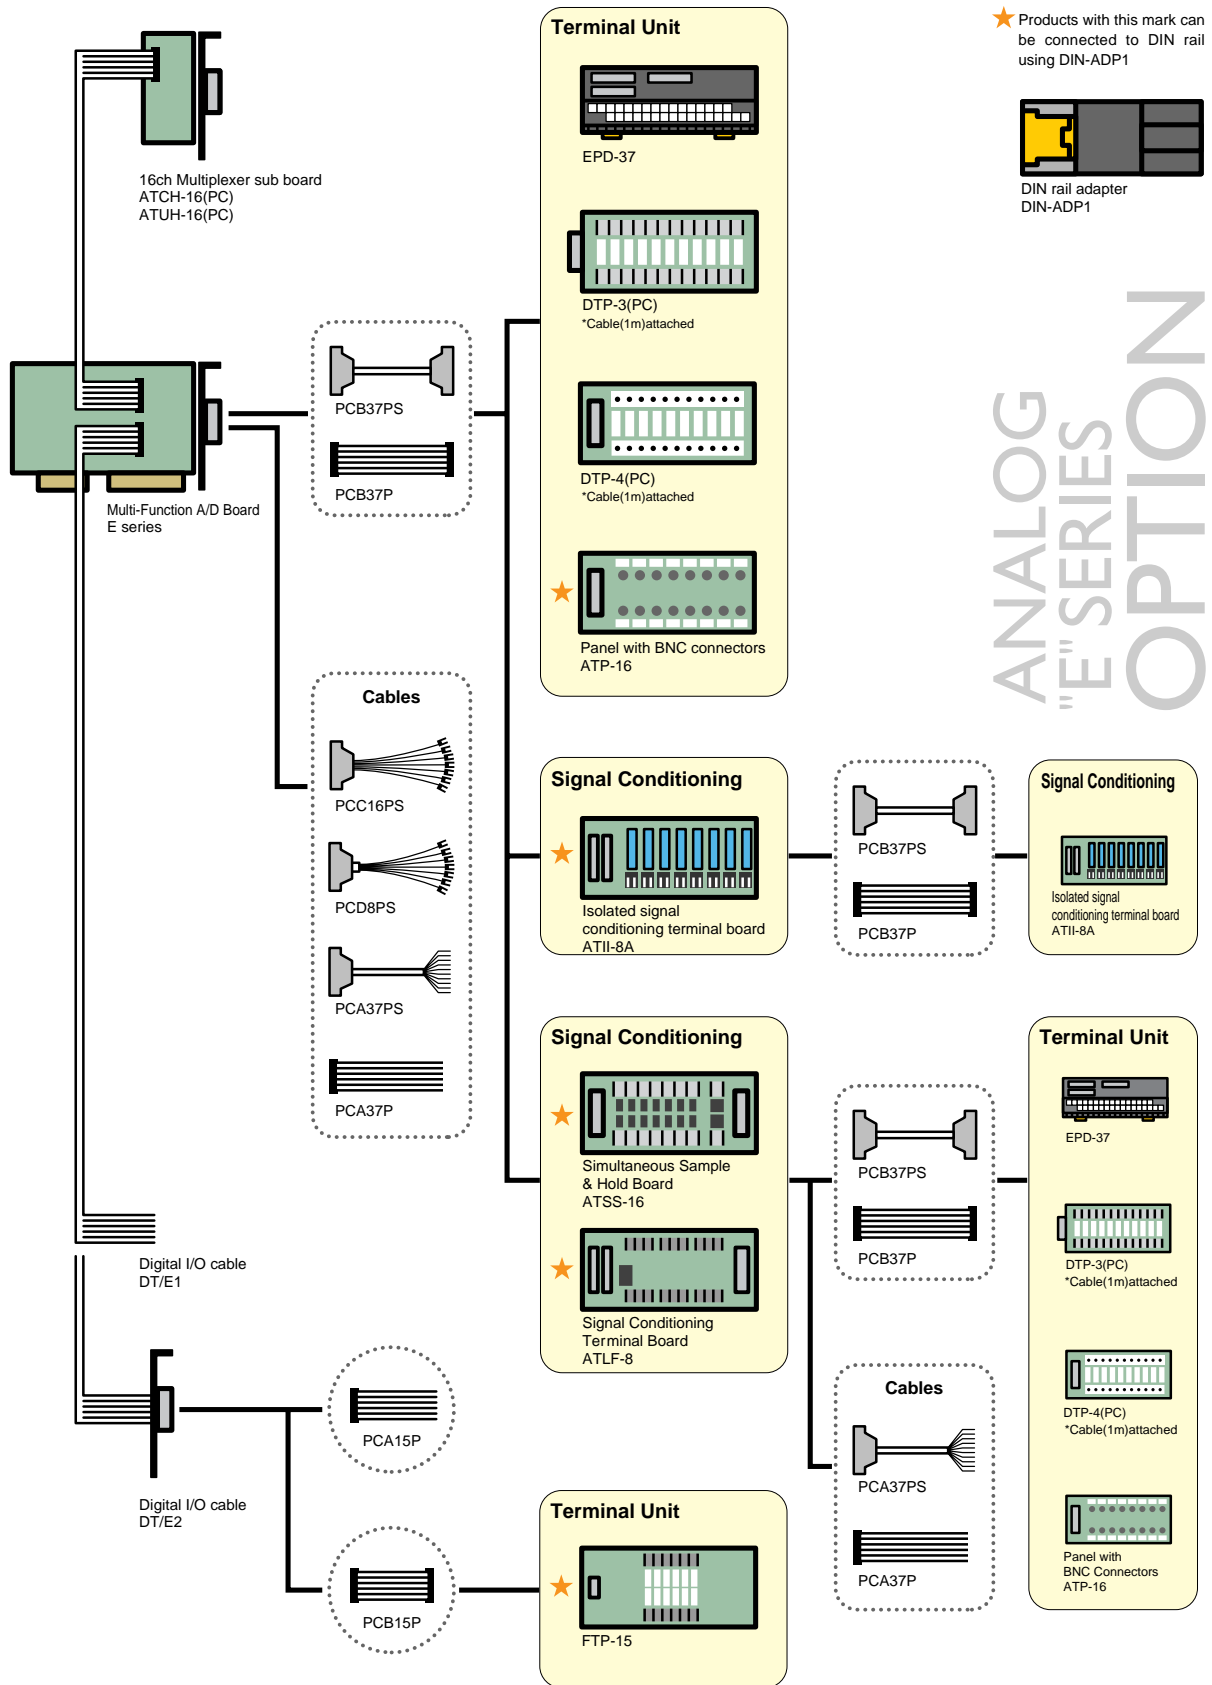 Terminal Unit
EPD-37
DTP-3(PC)
*Cable(1m)attached
DTP-4(PC)
*Cable(1m)attached
Panel with BNC connectors
ATP-16
Products with this mark can
be connected to DIN rail
using DIN-ADP1
DIN rail adapter
DIN-ADP1
ANALOG
"E"SERIES
OPTION
16ch Multiplexer sub board
ATCH-16(PC)
ATUH-16(PC)
Multi-Function A/D Board
E series
PCB37PS
PCB37P
Cables
PCC16PS
PCD8PS
PCA37PS
PCA37P
Signal Conditioning
Isolated signal
conditioning terminal board
ATII-8A
PCB37PS
PCB37P
Signal Conditioning
Isolated signal
conditioning terminal board
ATII-8A
Signal Conditioning
Simultaneous Sample
& Hold Board
ATSS-16
Signal Conditioning
Terminal Board
ATLF-8
PCB37PS
PCB37P
Cables
PCA37PS
PCA37P
Terminal Unit
EPD-37
DTP-3(PC)
*Cable(1m)attached
DTP-4(PC)
*Cable(1m)attached
Panel with
BNC Connectors
ATP-16
Digital I/O cable
DT/E1
Digital I/O cable
DT/E2
PCA15P
PCB15P
Terminal Unit
FTP-15